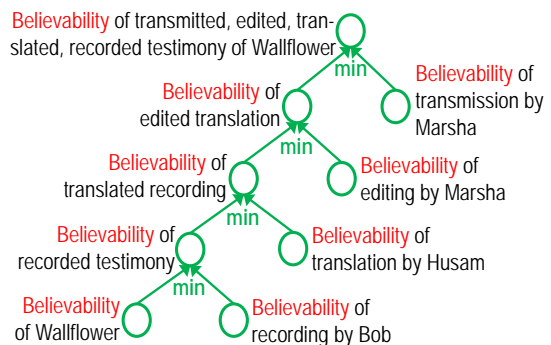 Believability of transmitted, edited, tran-
slated, recorded testimony of Wallflower
min
Believability of
transmission by
Marsha
Believability of
edited translation
min
Believability of
editing by Marsha
Believability of
translated recording
min
Believability of
translation by Husam
Believability of
recorded testimony
min
Believability
of Wallflower
Believability of
recording by Bob